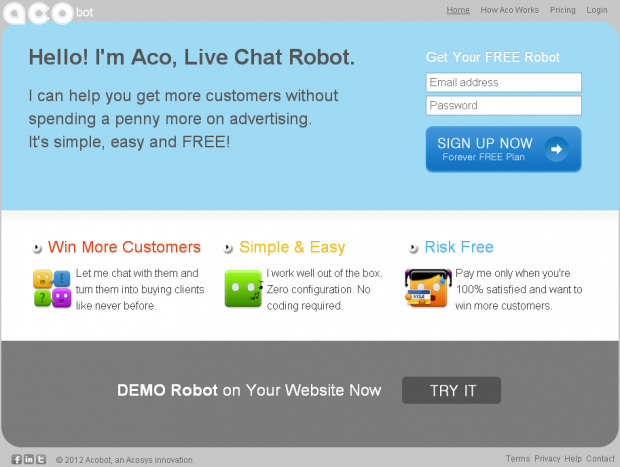 aco bot
Home How Aco Works Pricing Login
Hello! I'm Aco, Live Chat Robot.
I can help you get more customers without
spending a penny more on advertising.
It's simple, easy and FREE!
Get Your FREE Robot
Email address
Password
SIGN UP NOW
Forever FREE Plan
Win More Customers
Let me chat with them and
turn them into buying clients
like never before.
Simple & Easy
I work well out of the box.
Zero configuration. No
coding required.
Risk Free
VISA
Pay me only when you're
100% satisfied and want to
win more customers.
DEMO Robot on Your Website Now
TRY IT
© 2012 Acobot, an Acosys innovation.
Terms Privacy Help Contact